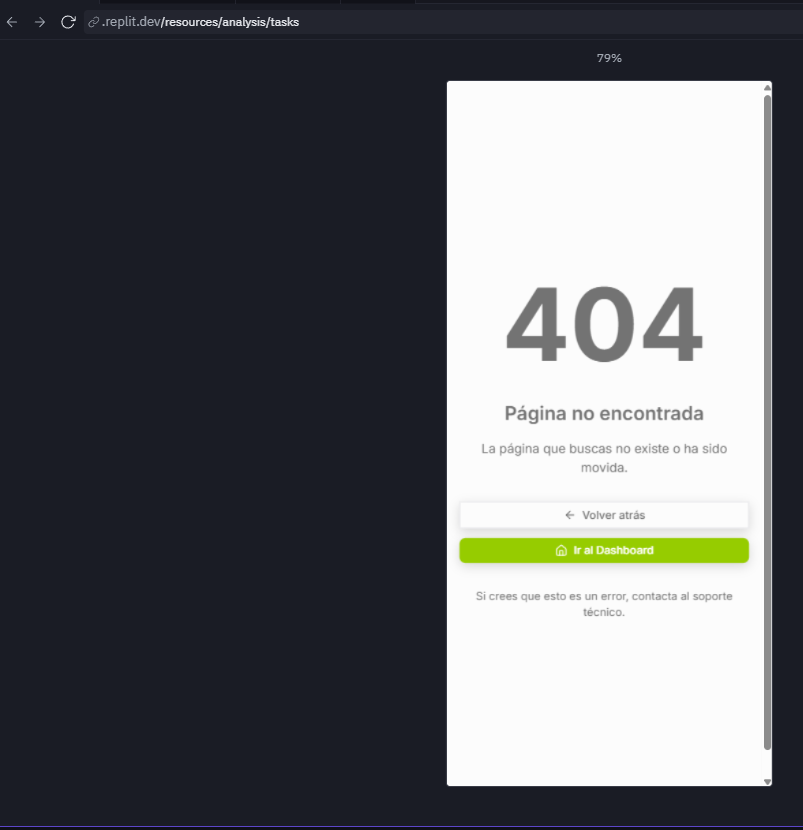 .replit.dev/resources/analysis/tasks
79%
404
Página no encontrada
La página que buscas no existe o ha sido
movida.
Volver atrás
Ir al Dashboard
Si crees que esto es un error, contacta al soporte
técnico.